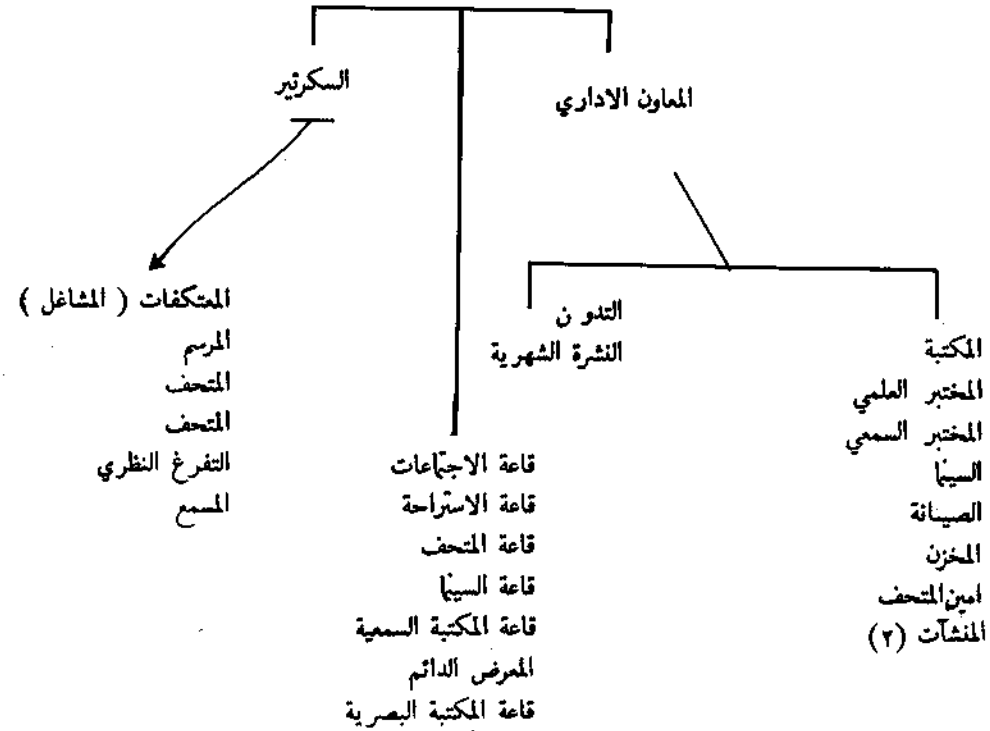 السكرتير
المعاون الاداري
المكتبة
المختبر العلمي
المختبر السمعي
السينما
الصيانة
المخزن
امين المتحف
المنشآت (٢)
التدو ن
النشرة الشهرية
قاعة الاجتماعات
قاعة الاستراحة
قاعة المتحف
قاعة السينما
قاعة المكتبة السمعية
المعرض الدائم
قاعة المكتبة البصرية
المعتكفات ( المشاغل )
المرسم
المتحف
المتحف
التفرغ النظري
المسمع